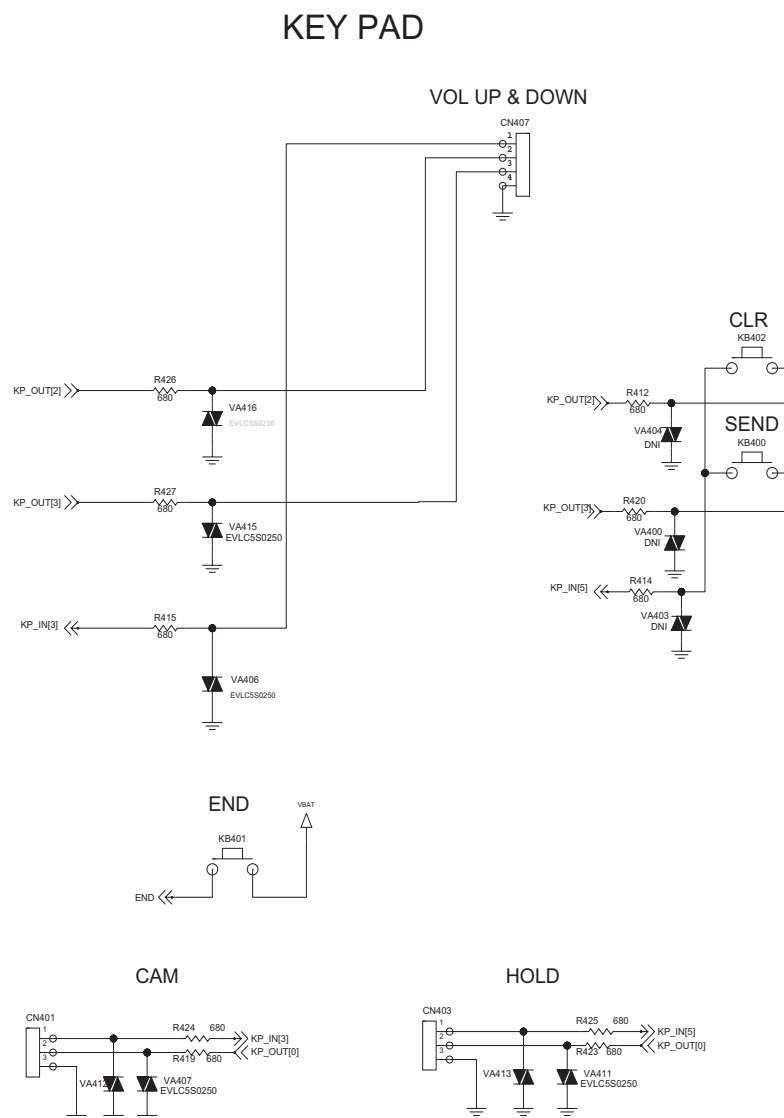 KEY PAD
VOL UP & DOWN
CN407
1
2
3
4
CLR
KB402
KP_OUT[2]
R426
680
VA416
EVLC5S0250
KP_OUT[2]
R412
680
VA404
DNI
SEND
KB400
KP_OUT[3]
R427
680
VA415
EVLC5S0250
KP_OUT[3]
R420
680
VA400
DNI
KP_IN[5]
R414
680
VA403
DNI
KP_IN[3]
R415
680
VA406
EVLC5S0250
END
VBAT
KB401
END
CAM
CN401
1
2
3
R424 680
KP_IN[3]
KP_OUT[0]
R419 680
VA412
VA407
EVLC5S0250
HOLD
CN403
1
2
3
R425 680
KP_IN[5]
KP_OUT[0]
R423 680
VA413
VA411
EVLC5S0250